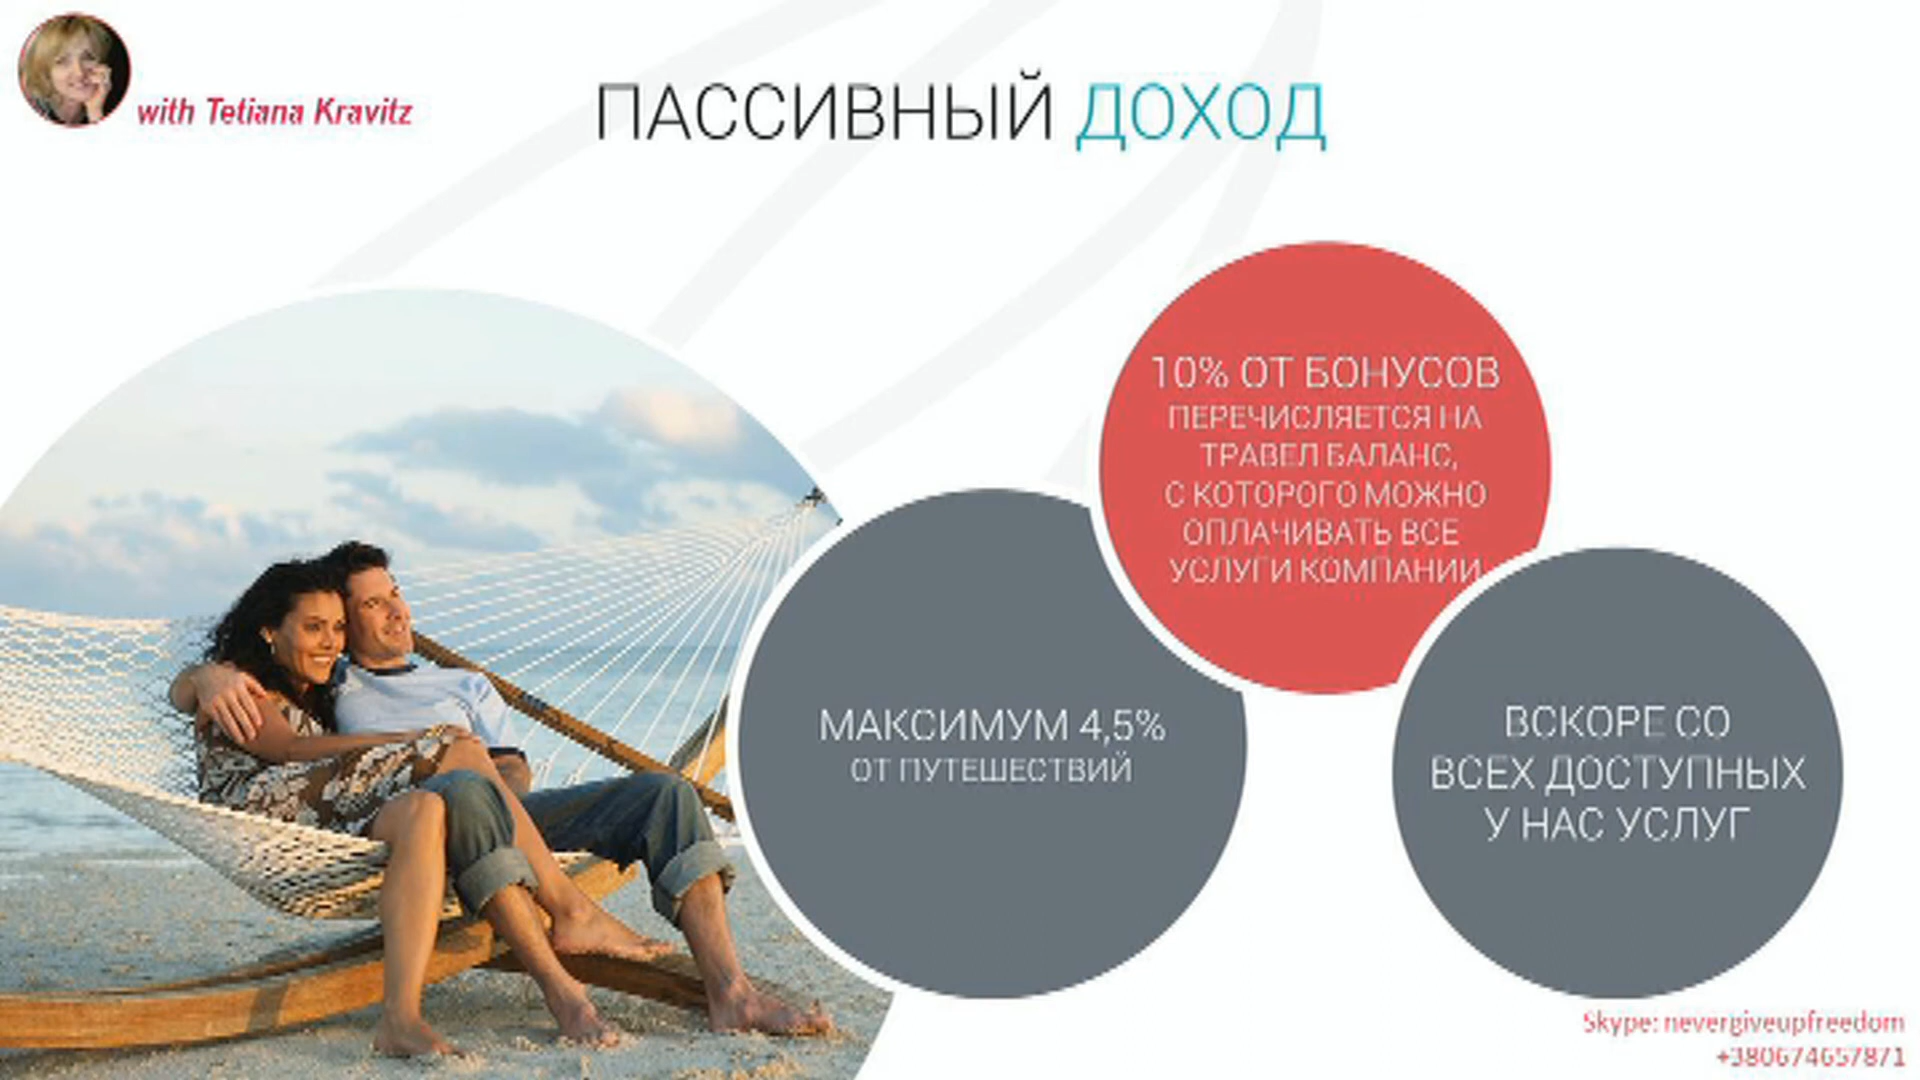 with Tetiana Kravitz
ПАССИВНЫЙ ДОХОД
10% ОТ БОНУСОВ
ПЕРЕЧИСЛЯЕТСЯ НА
ТРАВЕЛ БАЛАНС,
С КОТОРОГО МОЖНО
ОПЛАЧИВАТЬ ВСЕ
УСЛУГИ КОМПАНИИ
МАКСИМУМ 4,5%
ОТ ПУТЕШЕСТВИЙ
ВСКОРЕ СО
ВСЕХ ДОСТУПНЫХ
У НАС УСЛУГ
Skype: nevergiveupfreedom
+380674657871